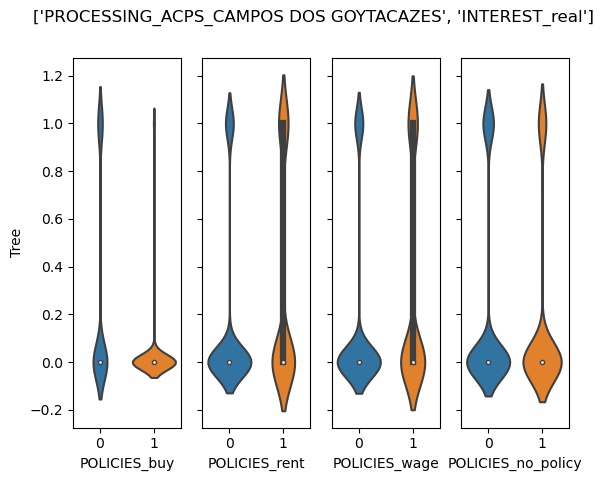 ['PROCESSING_ACPS_CAMPOS DOS GOYTACAZES', 'INTEREST_real']
1.2
1.0
0.8
0.6
0.4
0.2
0.0
−0.2
Tree
0 1 0 1 0 1 0 1
POLICIES_buy POLICIES_rent POLICIES_wage POLICIES_no_policy